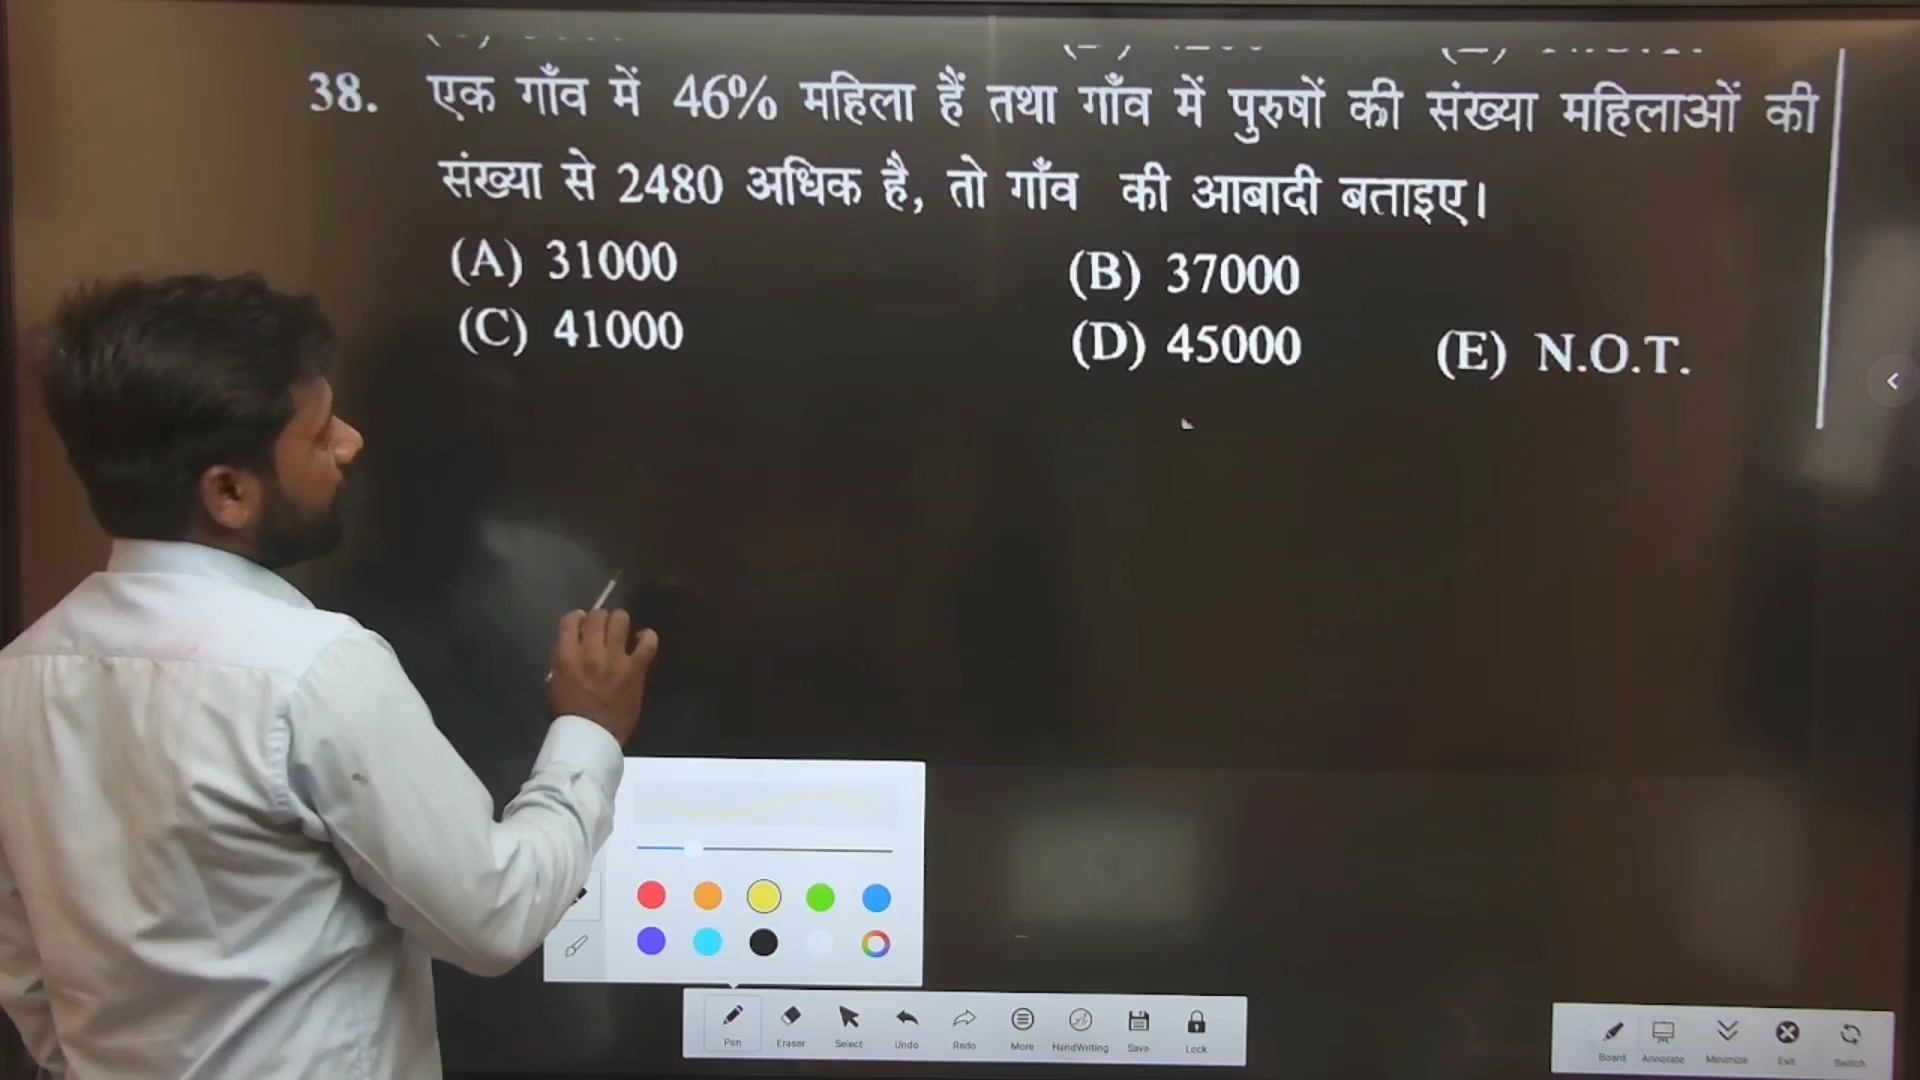 38. एक गाँव में 46% महिला हैं तथा गाँव में पुरुषों की संख्या महिलाओं की
संख्या से 2480 अधिक है, तो गाँव की आबादी बताइए।
(A) 31000 (B) 37000
(C) 41000 (D) 45000 (E) N.O.T.
Pen Eraser Select Undo Redo More HandWriting Save Lock
Board Annotate Minimize Exit Switch